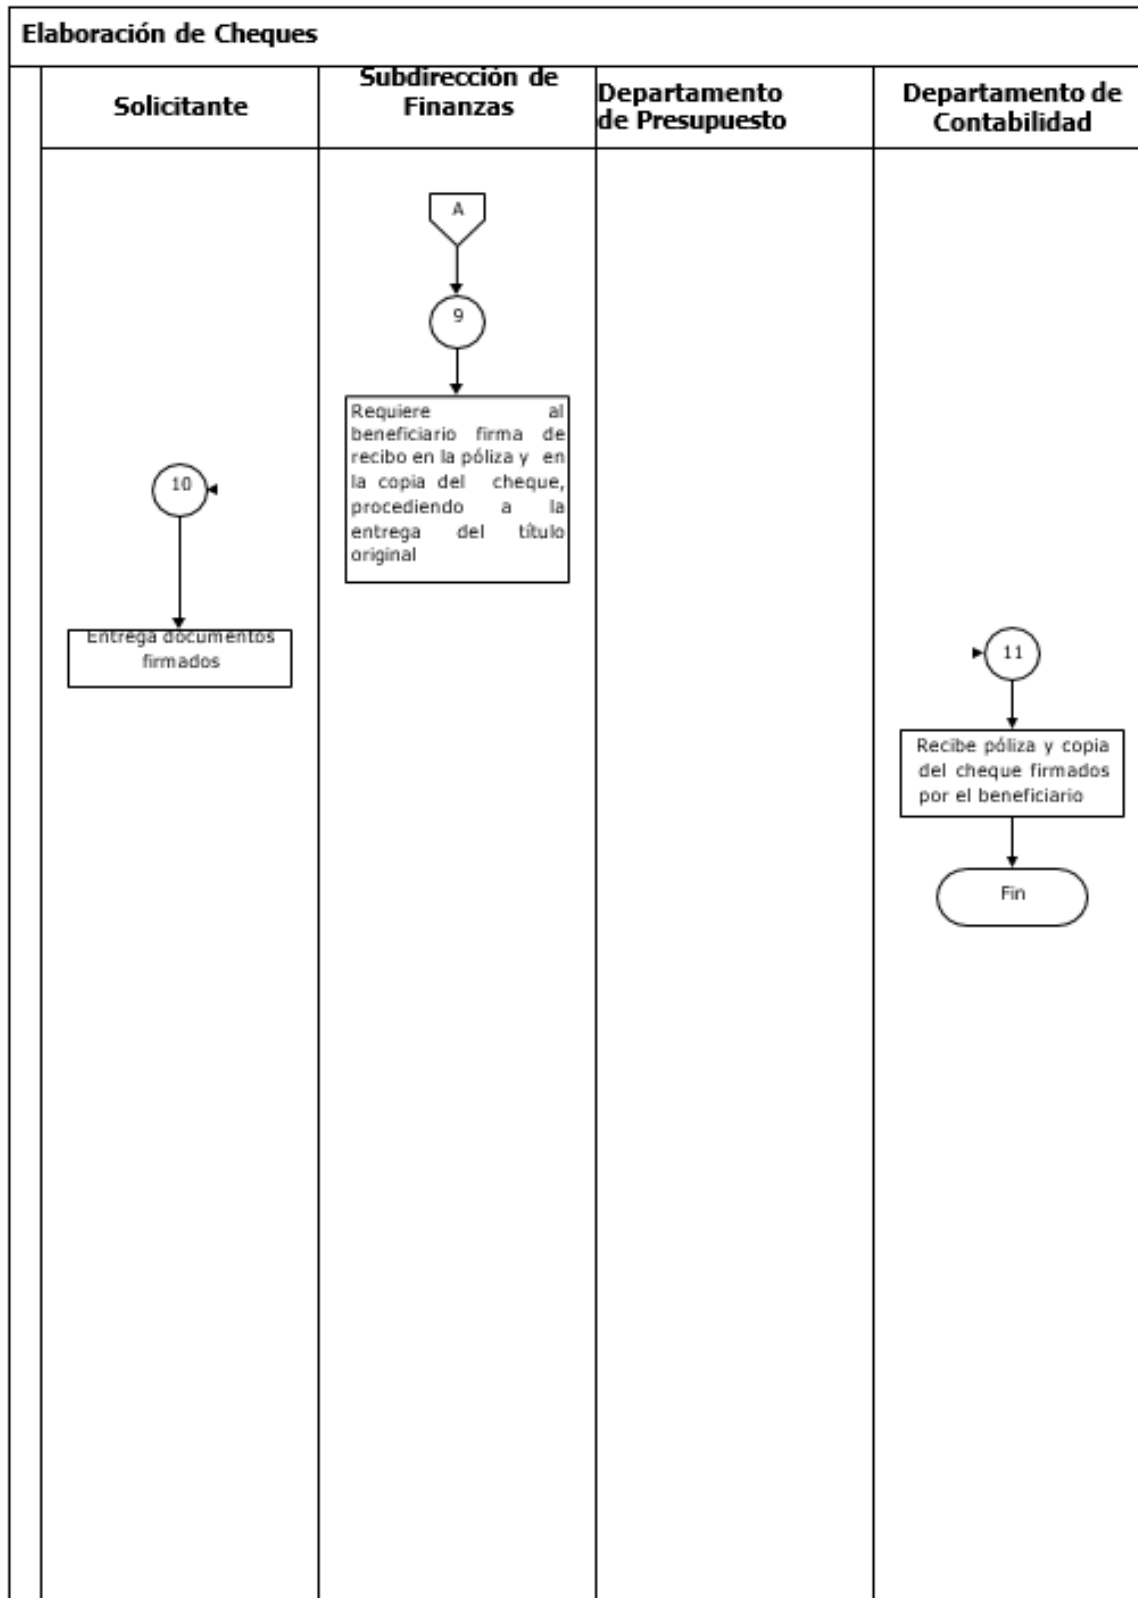 Elaboración de Cheques
Solicitante
Subdirección de
Finanzas
Departamento
de Presupuesto
Departamento de
Contabilidad
A
9
Requiere al
beneficiario firma de
recibo en la póliza y en
la copia del cheque,
procediendo a la
entrega del título
original
10
Entrega documentos
firmados
11
Recibe póliza y copia
del cheque firmados
por el beneficiario
Fin